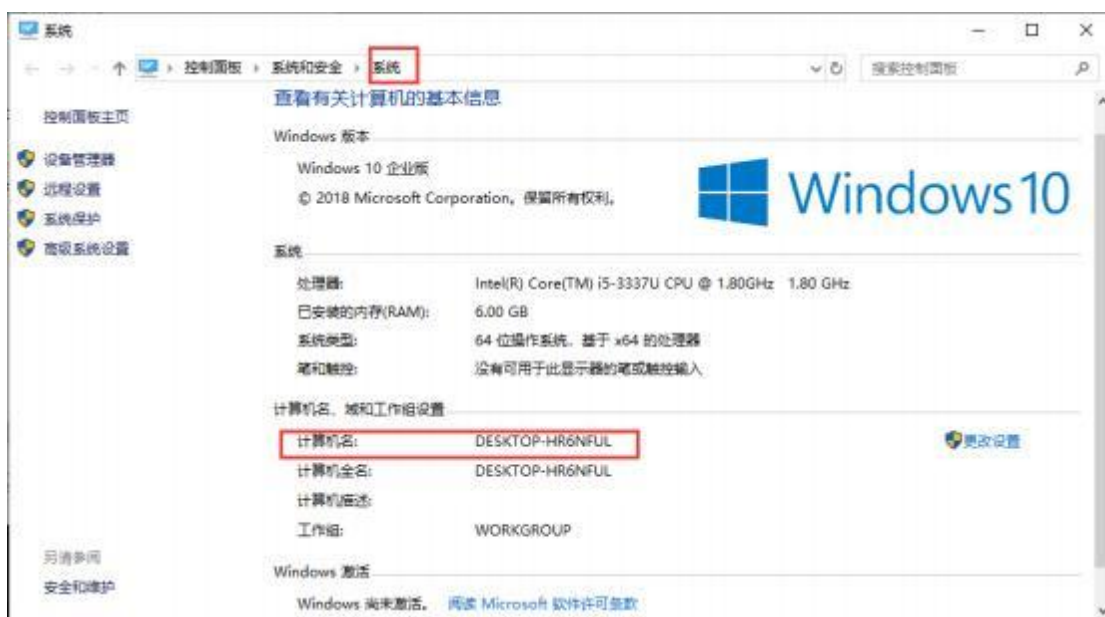 系统
控制面板 › 系统和安全 › 系统
搜索控制面板
控制面板主页
设备管理器
远程设置
系统保护
高级系统设置
查看有关计算机的基本信息
Windows 版本
Windows 10 企业版
© 2018 Microsoft Corporation。保留所有权利。
Windows 10
系统
处理器: Intel(R) Core(TM) i5-3337U CPU @ 1.80GHz 1.80 GHz
已安装的内存(RAM): 6.00 GB
系统类型: 64 位操作系统，基于 x64 的处理器
笔和触控: 没有可用于此显示器的笔或触控输入
计算机名、域和工作组设置
计算机名: DESKTOP-HR6NFUL
更改设置
计算机全名: DESKTOP-HR6NFUL
计算机描述:
工作组: WORKGROUP
Windows 激活
Windows 尚未激活。 阅读 Microsoft 软件许可条款
另请参阅
安全和维护